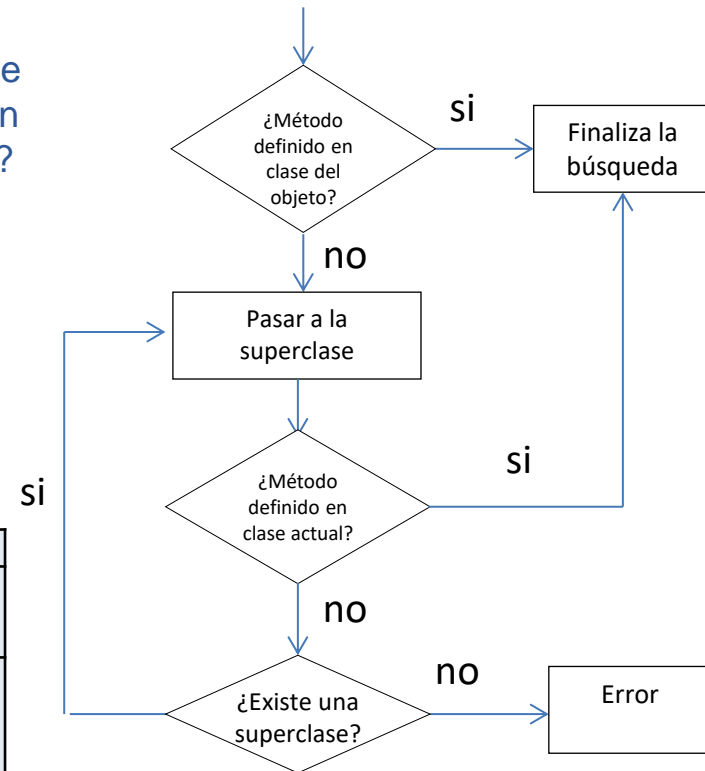 e
n
?
¿Método
definido en
clase del
objeto?
si
Finaliza la
búsqueda
no
Pasar a la
superclase
¿Método
definido en
clase actual?
si
si
no
¿Existe una
superclase?
no
Error